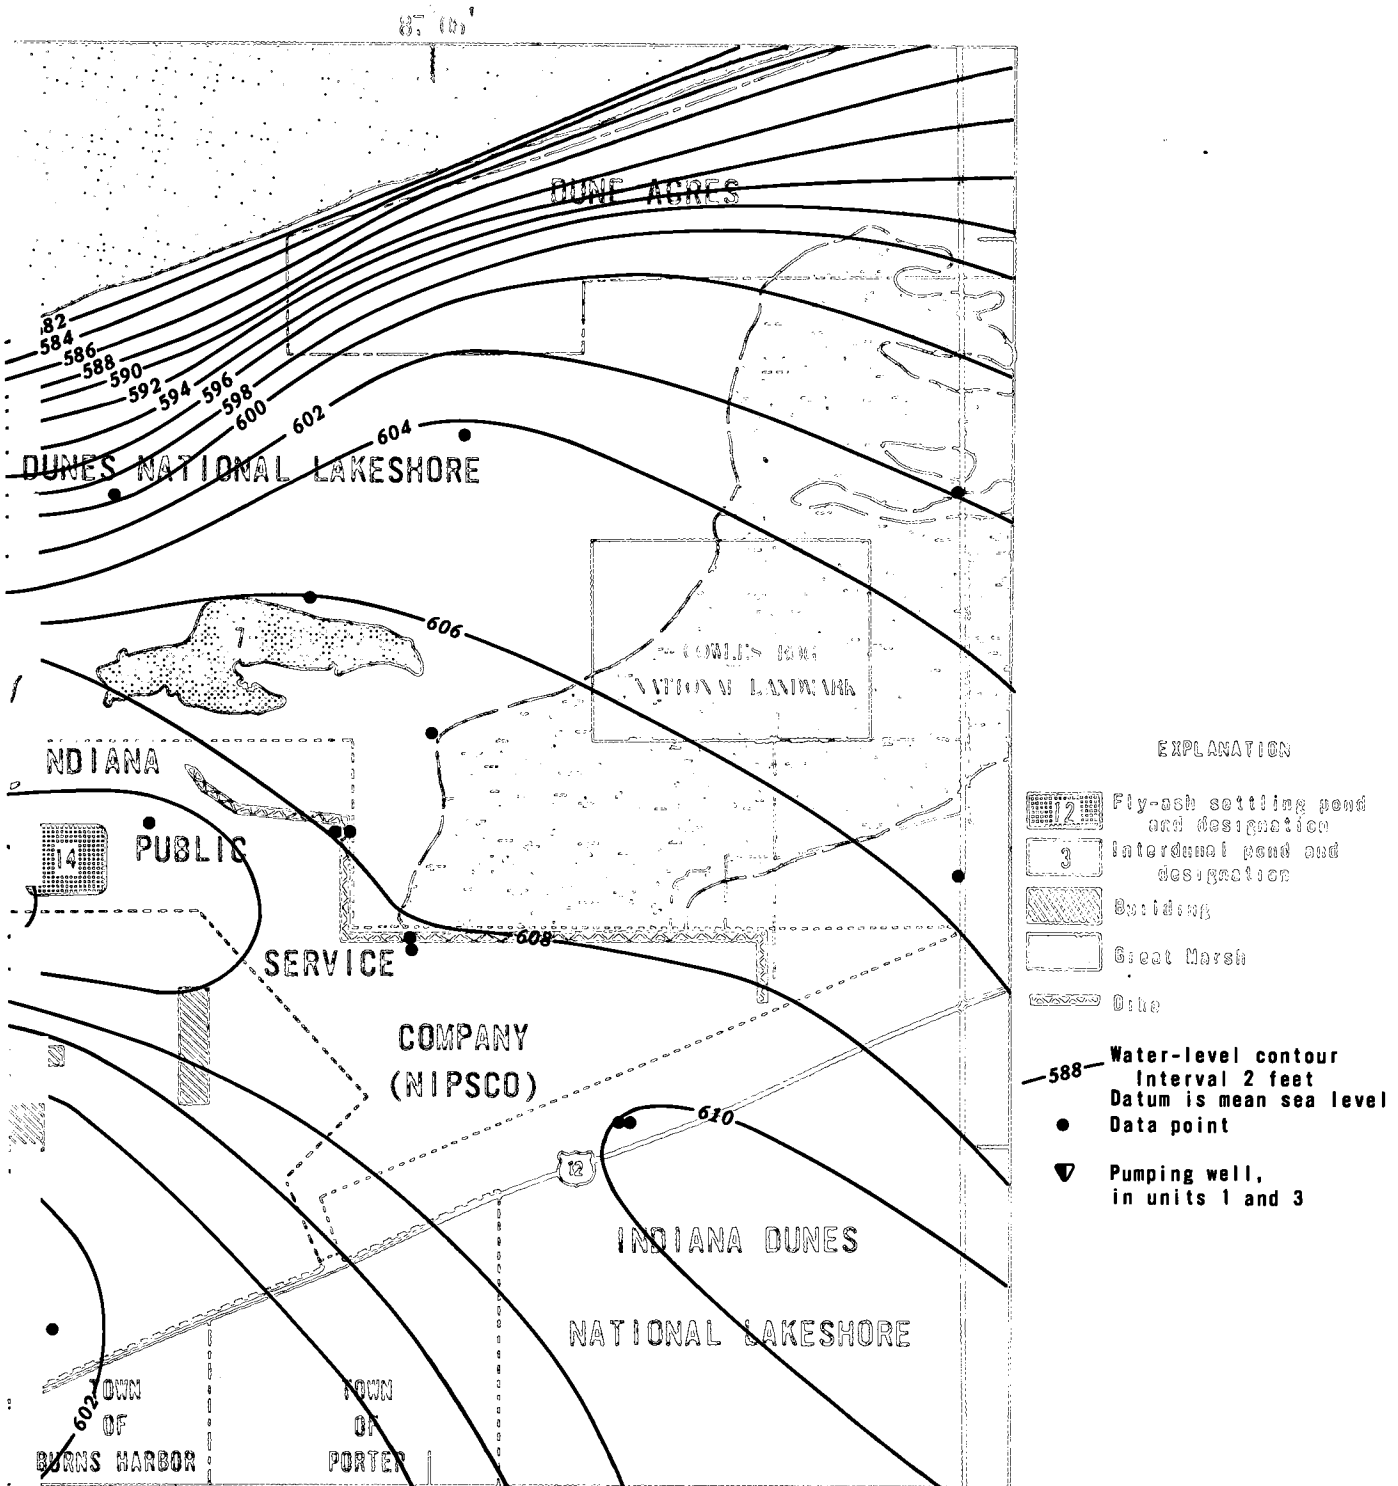 DUNE ACRES
82
584
586
588
590
592
594
596
598
600
602
604
DUNES NATIONAL LAKESHORE
7
606
NATIONAL LANDMARK
NDIANA
PUBLIC
14
SERVICE
608
COMPANY
(NIPSCO)
610
12
INDIANA DUNES
NATIONAL LAKESHORE
602
TOWN
OF
BURNS HARBOR
TOWN
OF
PORTER
EXPLANATION
12 Fly-ash settling pond
and designation
3 Interdunal pond and
designation
Building
Great Marsh
Dike
588 Water-level contour
Interval 2 feet
Datum is mean sea level
Data point
Pumping well,
in units 1 and 3